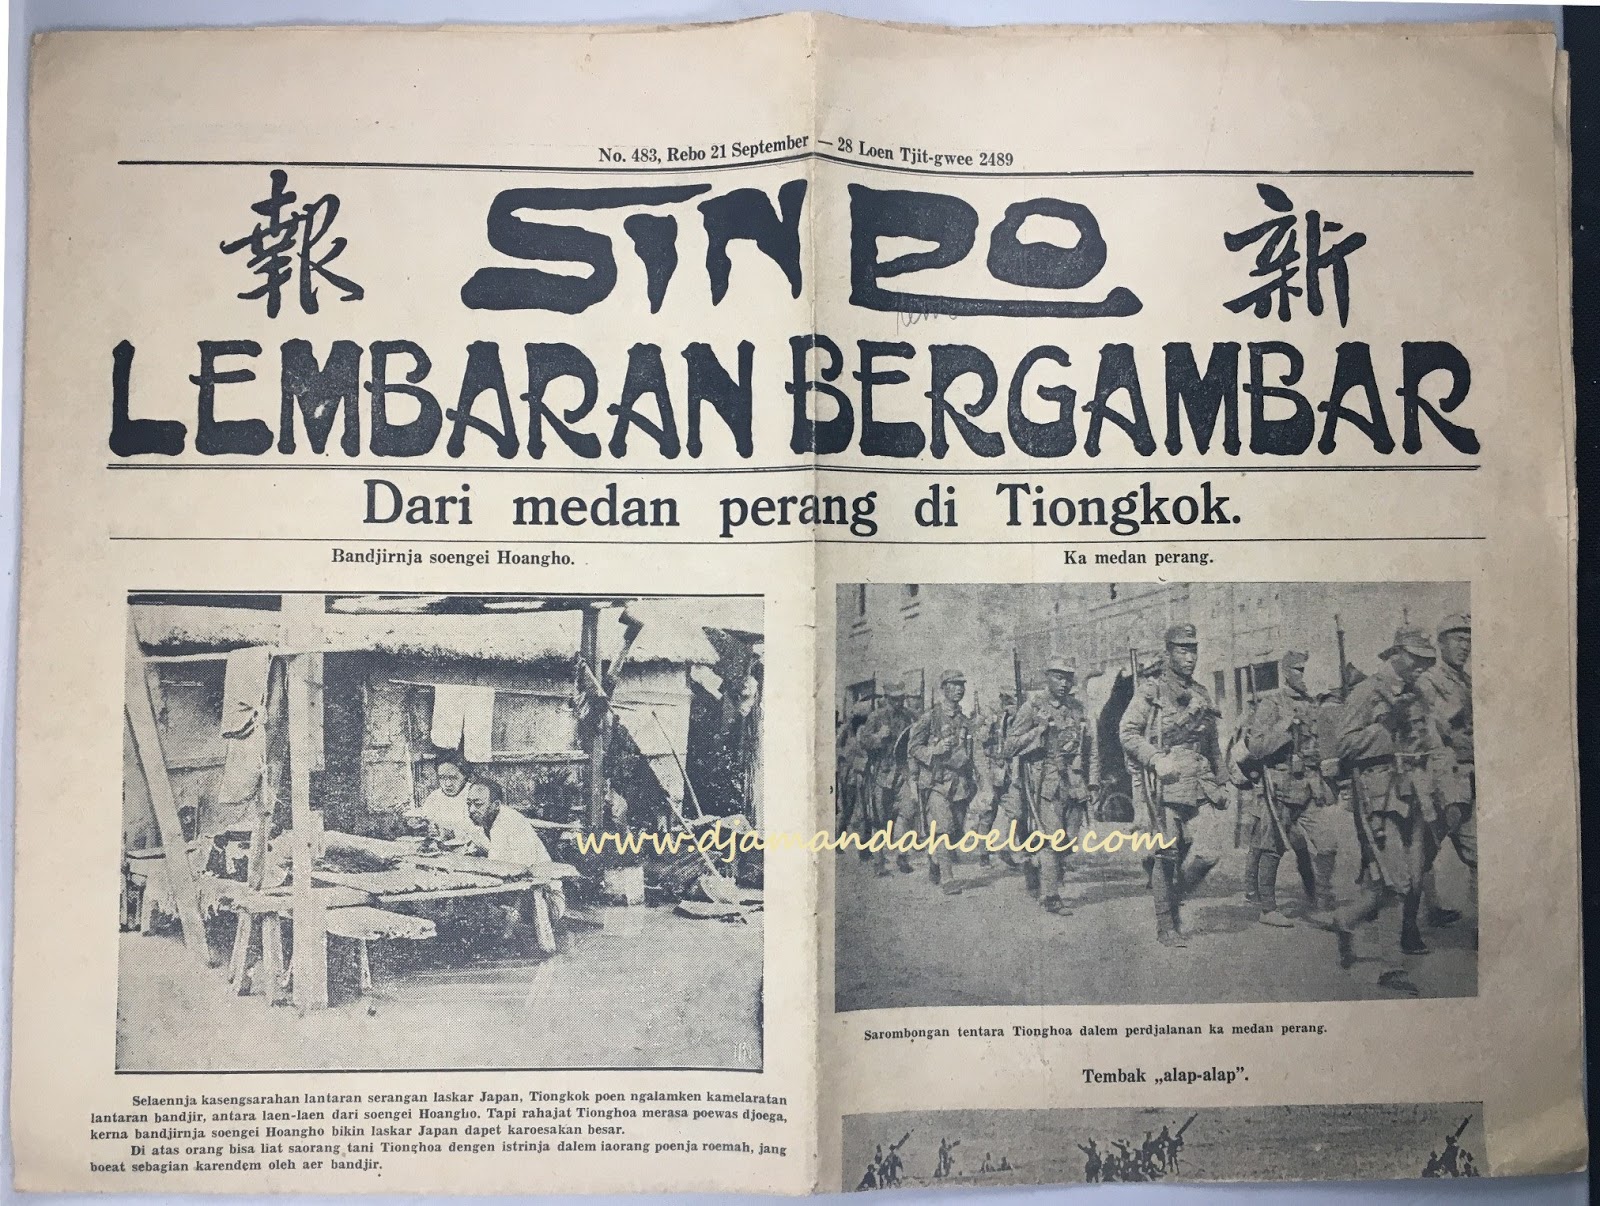 No. 483, Rebo 21 September — 28 Loen Tjit-gwee 2489
報 SIN PO 新
LEMBARAN BERGAMBAR
Dari medan perang di Tiongkok.
Bandjirnja soengei Hoangho.
Selaennja kasengsarahan lantaran serangan laskar Japan, Tiongkok poen ngalamken kamelaratan
lantaran bandjir, antara laen-laen dari soengei Hoangho. Tapi rahajat Tionghoa merasa poewas djoega,
kerna bandjirnja soengei Hoangho bikin laskar Japan dapet karoesakan besar.
Di atas orang bisa liat saorang tani Tionghoa dengen istrinja dalem iaorang poenja roemah, jang
boeat sebagian karendem oleh aer bandjir.
Ka medan perang.
Sarombongan tentara Tionghoa dalem perdjalanan ka medan perang.
Tembak „alap-alap”.
www.djamandahoeloe.com